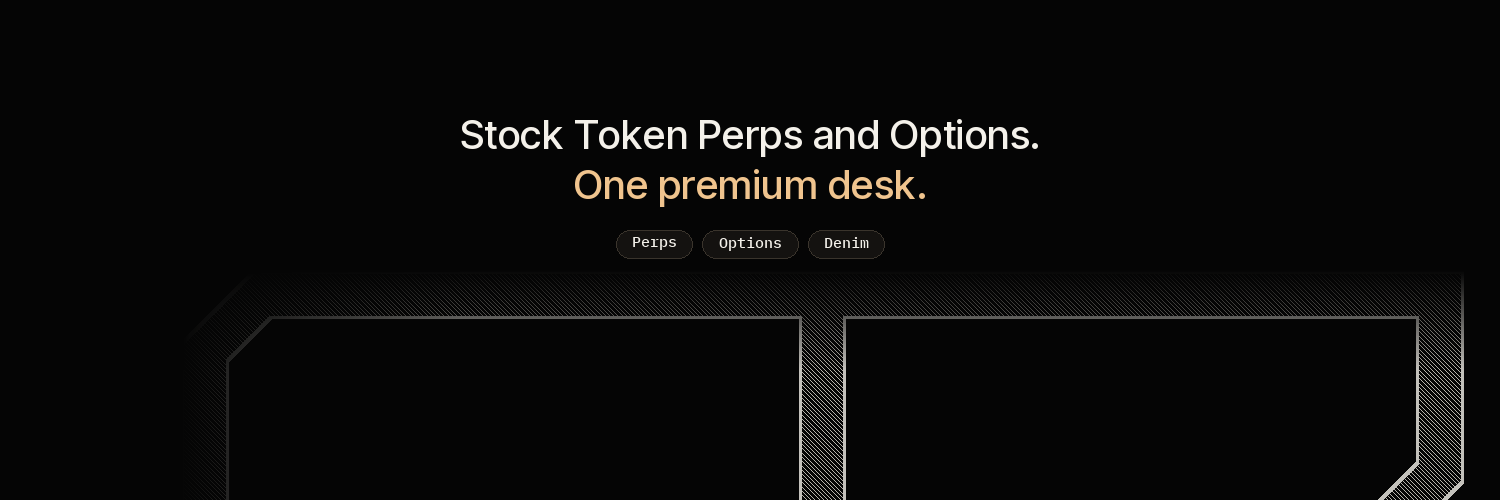 Stock Token Perps and Options.
One premium desk.
Perps Options Denim